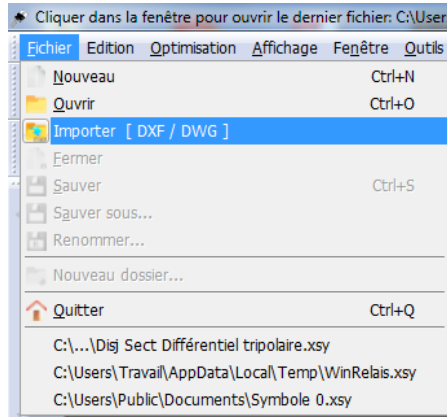 Cliquer dans la fenêtre pour ouvrir le dernier fichier: C:\User
Fichier Edition Optimisation Affichage Fenêtre Outils
Nouveau Ctrl+N
Ouvrir Ctrl+O
Importer [ DXF / DWG ]
Fermer
Sauver Ctrl+S
Sauver sous...
Renommer...
Nouveau dossier...
Quitter Ctrl+Q
C:\...\Disj Sect Différentiel tripolaire.xsy
C:\Users\Travail\AppData\Local\Temp\WinRelais.xsy
C:\Users\Public\Documents\Symbole 0.xsy